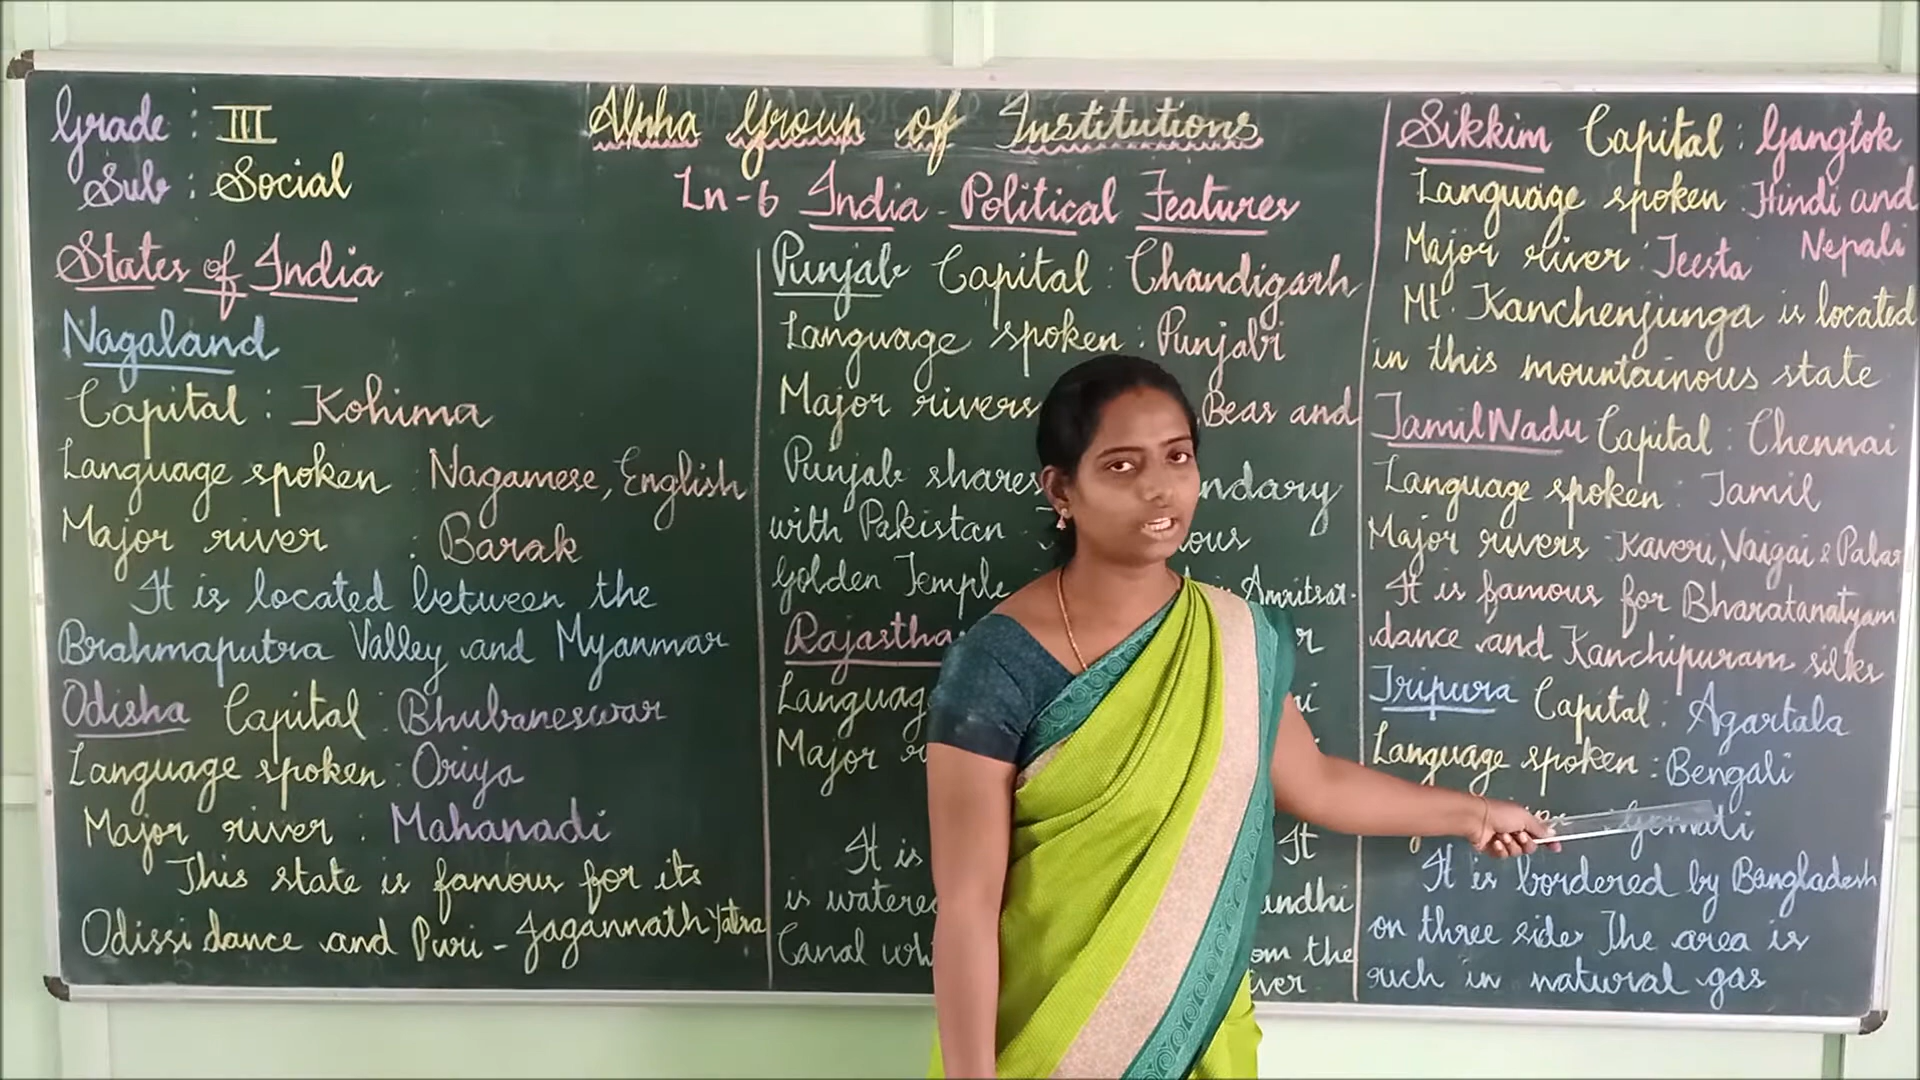 Grade : III
Sub : Social
Alpha Group of Institutions
Ln-6 India - Political Features
States of India
Nagaland
Capital : Kohima
Language spoken : Nagamese, English
Major river : Barak
It is located between the
Brahmaputra Valley and Myanmar
Odisha Capital : Bhubaneswar
Language spoken : Oriya
Major river : Mahanadi
This state is famous for its
Odissi dance and Puri - Jagannath Yatra
Punjab Capital : Chandigarh
Language spoken : Punjabi
Major rivers Beas and
Punjab shares
with Pakistan
Golden Temple Amritsar.
Language
Major
It is It
is
Canal om the
Sikkim Capital : Gangtok
Language spoken Hindi and
Major river : Teesta Nepali
Mt. Kanchenjunga is located
in this mountainous state
TamilNadu Capital : Chennai
Language spoken : Tamil
Major rivers : Kaveri, Vaigai &
It is famous for Bharatanatyam
dance and Kanchipuram silks
Tripura Capital : Agartala
Language spoken : Bengali
: Gomati
It is bordered by Bangladesh
on three side. The area is
rich in natural gas